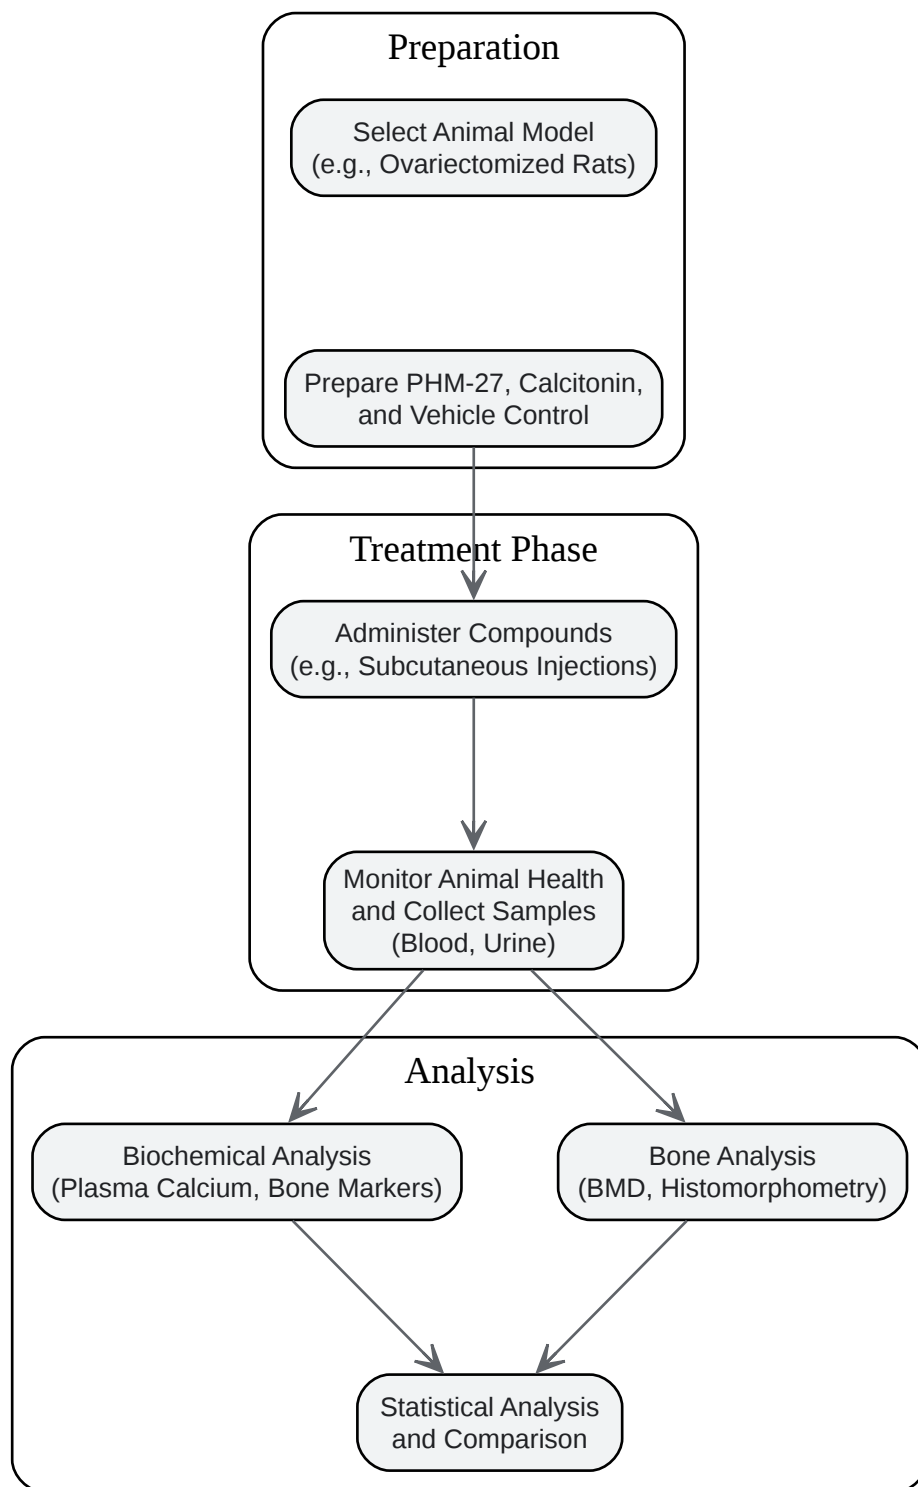 Preparation
Select Animal Model
(e.g., Ovariectomized Rats)
Prepare PHM-27, Calcitonin,
and Vehicle Control
Treatment Phase
Administer Compounds
(e.g., Subcutaneous Injections)
Monitor Animal Health
and Collect Samples
(Blood, Urine)
Analysis
Biochemical Analysis
(Plasma Calcium, Bone Markers)
Bone Analysis
(BMD, Histomorphometry)
Statistical Analysis
and Comparison